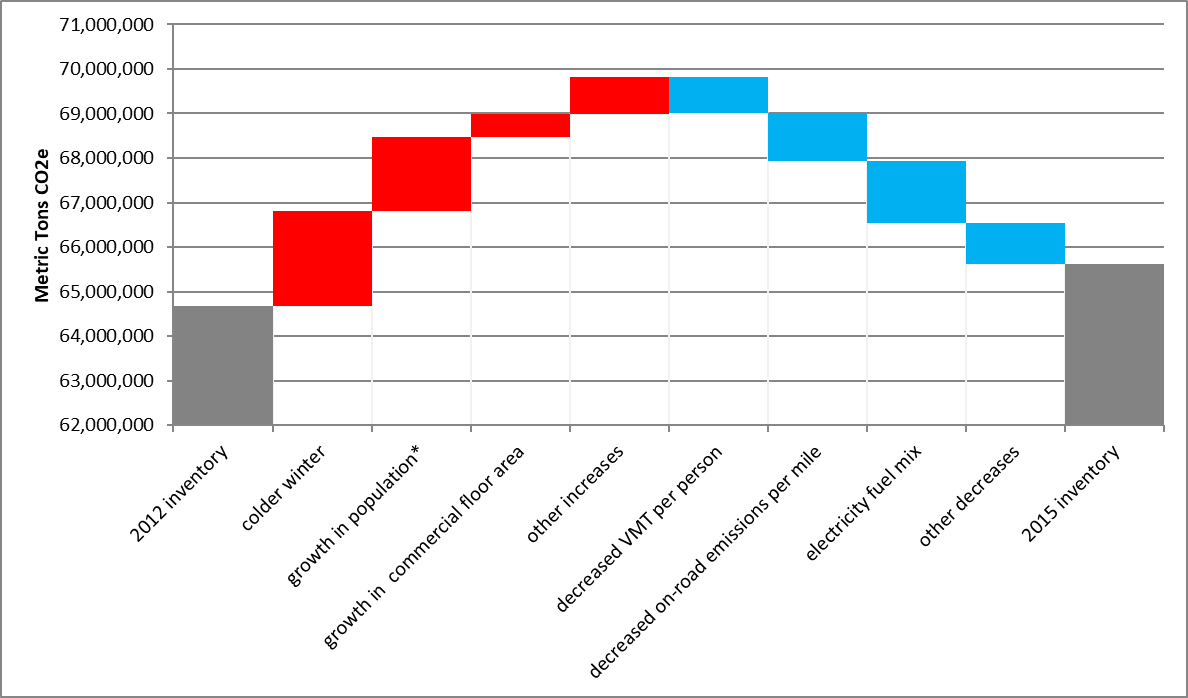 71,000,000
70,000,000
69,000,000
68,000,000
67,000,000
66,000,000
65,000,000
64,000,000
63,000,000
62,000,000
Metric Tons CO2e
2012 inventory
colder winter
growth in population*
growth in  commercial floor area
other increases
decreased VMT per person
decreased on-road emissions per mile
electricity fuel mix
other decreases
2015 inventory